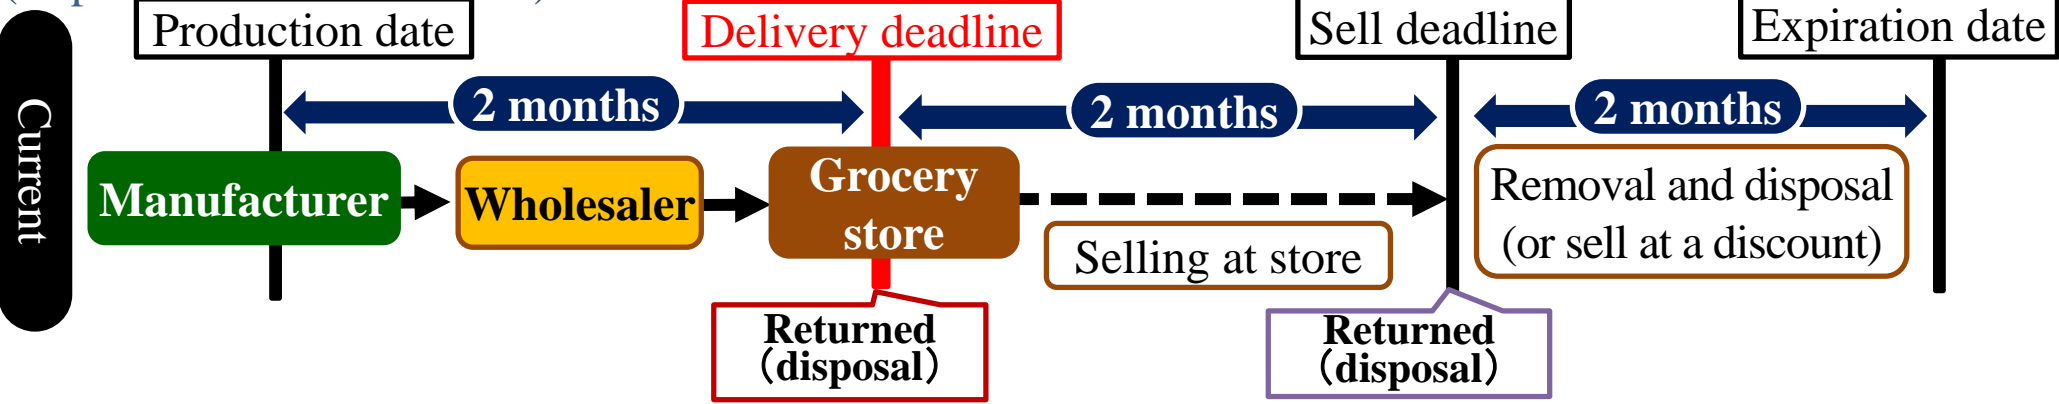 Production date
Delivery deadline
Sell deadline
Expiration date
Current
2 months
2 months
2 months
Manufacturer
Wholesaler
Grocery
store
Selling at store
Removal and disposal
(or sell at a discount)
Returned
（disposal）
Returned
（disposal）